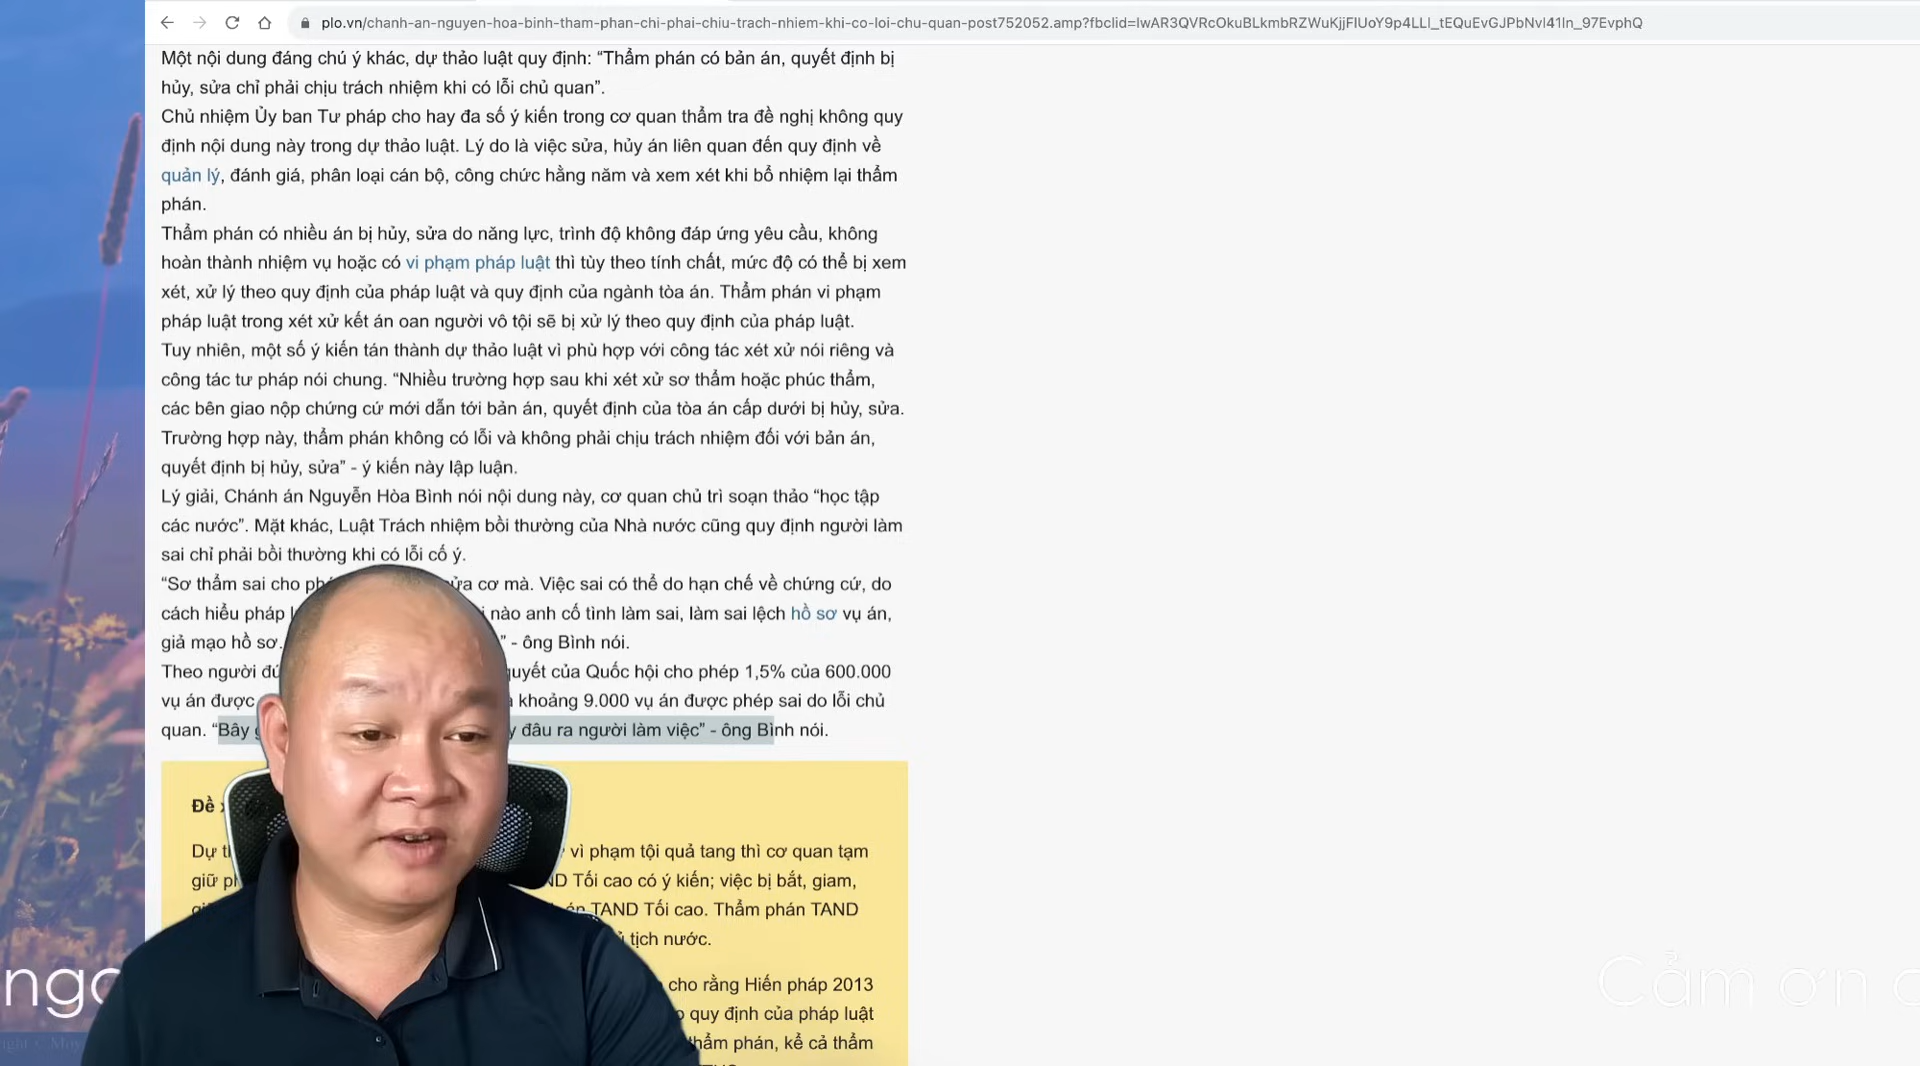 plo.vn/chanh-an-nguyen-hoa-binh-tham-phan-chi-phai-chiu-trach-nhiem-khi-co-loi-chu-quan-post752052.amp?fbclid=IwAR3QVRcOkuBLkmbRZWuKjjFIUoY9p4LLI_tEQuEvGJPbNvl41ln_97EvphQ
Một nội dung đáng chú ý khác, dự thảo luật quy định: “Thẩm phán có bản án, quyết định bị
hủy, sửa chỉ phải chịu trách nhiệm khi có lỗi chủ quan”.
Chủ nhiệm Ủy ban Tư pháp cho hay đa số ý kiến trong cơ quan thẩm tra đề nghị không quy
định nội dung này trong dự thảo luật. Lý do là việc sửa, hủy án liên quan đến quy định về
quản lý, đánh giá, phân loại cán bộ, công chức hằng năm và xem xét khi bổ nhiệm lại thẩm
phán.
Thẩm phán có nhiều án bị hủy, sửa do năng lực, trình độ không đáp ứng yêu cầu, không
hoàn thành nhiệm vụ hoặc có vi phạm pháp luật thì tùy theo tính chất, mức độ có thể bị xem
xét, xử lý theo quy định của pháp luật và quy định của ngành tòa án. Thẩm phán vi phạm
pháp luật trong xét xử kết án oan người vô tội sẽ bị xử lý theo quy định của pháp luật.
Tuy nhiên, một số ý kiến tán thành dự thảo luật vì phù hợp với công tác xét xử nói riêng và
công tác tư pháp nói chung. “Nhiều trường hợp sau khi xét xử sơ thẩm hoặc phúc thẩm,
các bên giao nộp chứng cứ mới dẫn tới bản án, quyết định của tòa án cấp dưới bị hủy, sửa.
Trường hợp này, thẩm phán không có lỗi và không phải chịu trách nhiệm đối với bản án,
quyết định bị hủy, sửa” - ý kiến này lập luận.
Lý giải, Chánh án Nguyễn Hòa Bình nói nội dung này, cơ quan chủ trì soạn thảo “học tập
các nước”. Mặt khác, Luật Trách nhiệm bồi thường của Nhà nước cũng quy định người làm
sai chỉ phải bồi thường khi có lỗi cố ý.
“Sơ thẩm sai cho sửa cơ mà. Việc sai có thể do hạn chế về chứng cứ, do
cách hiểu pháp nào anh cố tình làm sai, làm sai lệch hồ sơ vụ án,
giả mạo hồ sơ. ” - ông Bình nói.
Theo người quyết của Quốc hội cho phép 1,5% của 600.000
vụ án được khoảng 9.000 vụ án được phép sai do lỗi chủ
quan. “Bây đâu ra người làm việc” - ông Bình nói.
Đề
Dự vì phạm tội quả tang thì cơ quan tạm
giữ TAND Tối cao có ý kiến; việc bị bắt, giam,
án TAND Tối cao. Thẩm phán TAND
tịch nước.
cho rằng Hiến pháp 2013
quy định của pháp luật
thẩm phán, kể cả thẩm
Cảm ơn